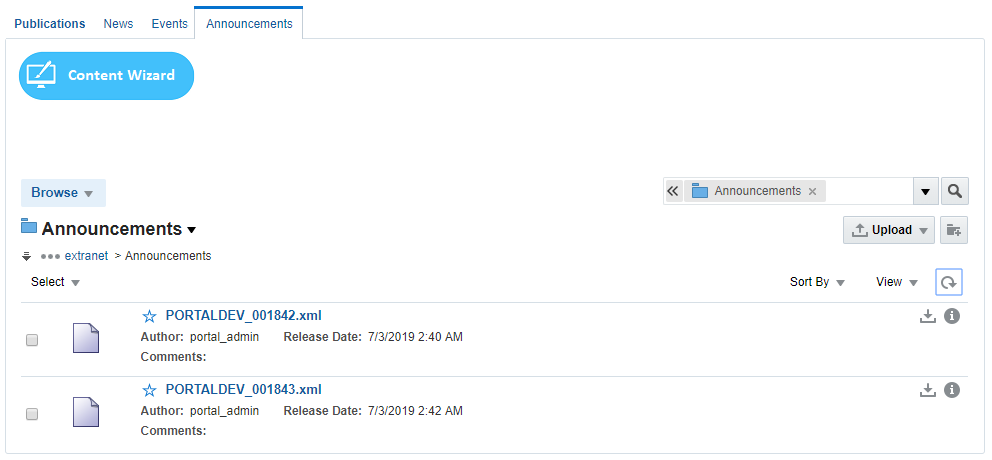 Publications News Events Announcements
Content Wizard
Browse
Announcements
Announcements
Upload
extranet > Announcements
Select Sort By View
PORTALDEV_001842.xml
Author: portal_admin Release Date: 7/3/2019 2:40 AM
Comments:
PORTALDEV_001843.xml
Author: portal_admin Release Date: 7/3/2019 2:42 AM
Comments: